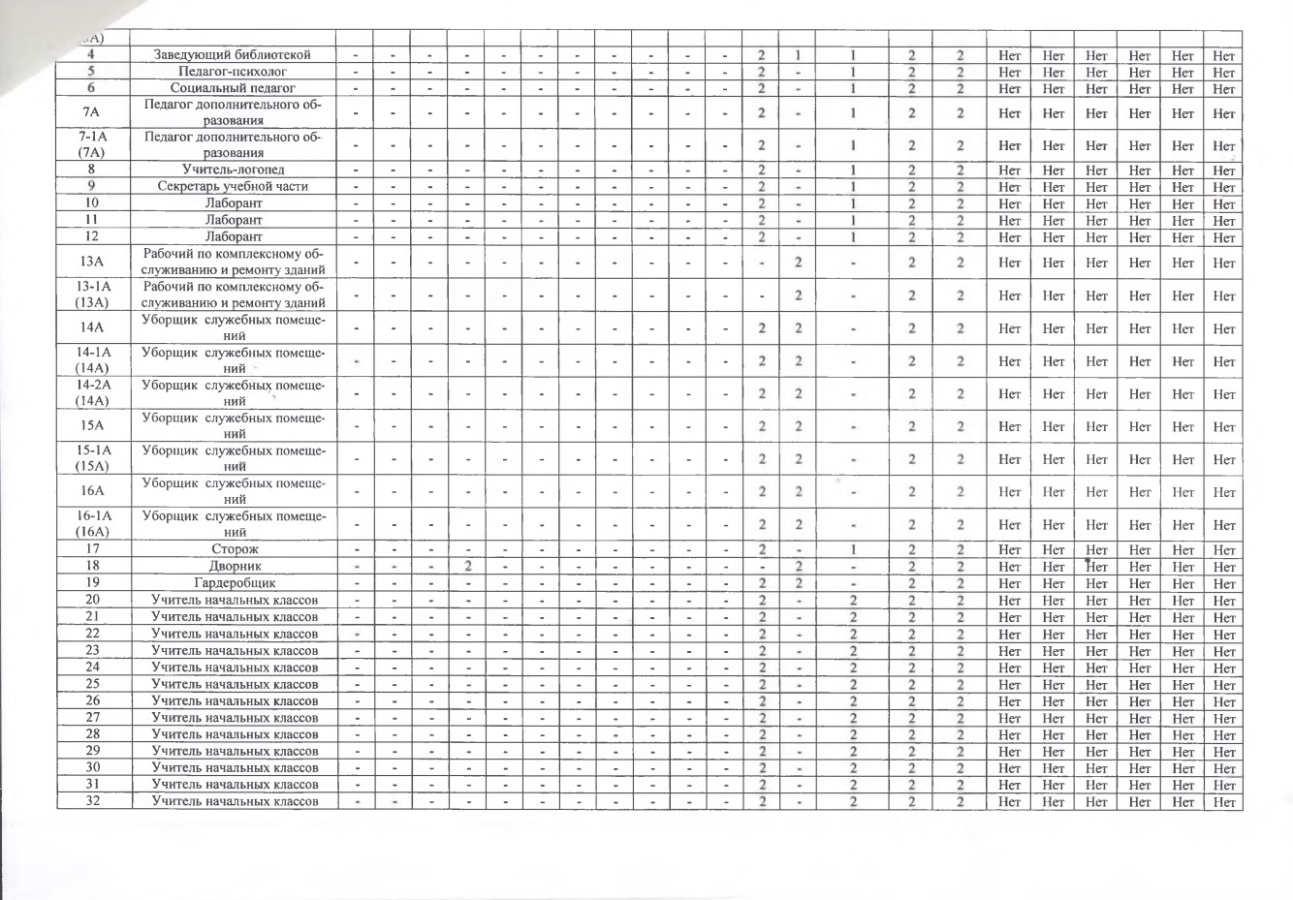 А)
4 Заведующий библиотекой - - - - - - - - - - - 2 1 1 2 2 Нет Нет Нет Нет Нет Нет
5 Педагог-психолог - - - - - - - - - - - 2 - 1 2 2 Нет Нет Нет Нет Нет Нет
6 Социальный педагог - - - - - - - - - - - 2 - 1 2 2 Нет Нет Нет Нет Нет Нет
7А Педагог дополнительного об-
разования - - - - - - - - - - - 2 - 1 2 2 Нет Нет Нет Нет Нет Нет
7-1А Педагог дополнительного об-
(7А) разования - - - - - - - - - - - 2 - 1 2 2 Нет Нет Нет Нет Нет Нет
8 Учитель-логопед - - - - - - - - - - - 2 - 1 2 2 Нет Нет Нет Нет Нет Нет
9 Секретарь учебной части - - - - - - - - - - - 2 - 1 2 2 Нет Нет Нет Нет Нет Нет
10 Лаборант - - - - - - - - - - - 2 - 1 2 2 Нет Нет Нет Нет Нет Нет
11 Лаборант - - - - - - - - - - - 2 - 1 2 2 Нет Нет Нет Нет Нет Нет
12 Лаборант - - - - - - - - - - - 2 - 1 2 2 Нет Нет Нет Нет Нет Нет
13А Рабочий по комплексному об-
служиванию и ремонту зданий - - - - - - - - - - - - 2 - 2 2 Нет Нет Нет Нет Нет Нет
13-1А Рабочий по комплексному об-
(13А) служиванию и ремонту зданий - - - - - - - - - - - - 2 - 2 2 Нет Нет Нет Нет Нет Нет
14А Уборщик служебных помеще-
ний - - - - - - - - - - - 2 2 - 2 2 Нет Нет Нет Нет Нет Нет
14-1А Уборщик служебных помеще-
(14А) ний - - - - - - - - - - - 2 2 - 2 2 Нет Нет Нет Нет Нет Нет
14-2А Уборщик служебных помеще-
(14А) ний - - - - - - - - - - - 2 2 - 2 2 Нет Нет Нет Нет Нет Нет
15А Уборщик служебных помеще-
ний - - - - - - - - - - - 2 2 - 2 2 Нет Нет Нет Нет Нет Нет
15-1А Уборщик служебных помеще-
(15А) ний - - - - - - - - - - - 2 2 - 2 2 Нет Нет Нет Нет Нет Нет
16А Уборщик служебных помеще-
ний - - - - - - - - - - - 2 2 - 2 2 Нет Нет Нет Нет Нет Нет
16-1А Уборщик служебных помеще-
(16А) ний - - - - - - - - - - - 2 2 - 2 2 Нет Нет Нет Нет Нет Нет
17 Сторож - - - - - - - - - - - 2 - 1 2 2 Нет Нет Нет Нет Нет Нет
18 Дворник - - - 2 - - - - - - - - 2 - 2 2 Нет Нет Нет Нет Нет Нет
19 Гардеробщик - - - - - - - - - - - 2 2 - 2 2 Нет Нет Нет Нет Нет Нет
20 Учитель начальных классов - - - - - - - - - - - 2 - 2 2 2 Нет Нет Нет Нет Нет Нет
21 Учитель начальных классов - - - - - - - - - - - 2 - 2 2 2 Нет Нет Нет Нет Нет Нет
22 Учитель начальных классов - - - - - - - - - - - 2 - 2 2 2 Нет Нет Нет Нет Нет Нет
23 Учитель начальных классов - - - - - - - - - - - 2 - 2 2 2 Нет Нет Нет Нет Нет Нет
24 Учитель начальных классов - - - - - - - - - - - 2 - 2 2 2 Нет Нет Нет Нет Нет Нет
25 Учитель начальных классов - - - - - - - - - - - 2 - 2 2 2 Нет Нет Нет Нет Нет Нет
26 Учитель начальных классов - - - - - - - - - - - 2 - 2 2 2 Нет Нет Нет Нет Нет Нет
27 Учитель начальных классов - - - - - - - - - - - 2 - 2 2 2 Нет Нет Нет Нет Нет Нет
28 Учитель начальных классов - - - - - - - - - - - 2 - 2 2 2 Нет Нет Нет Нет Нет Нет
29 Учитель начальных классов - - - - - - - - - - - 2 - 2 2 2 Нет Нет Нет Нет Нет Нет
30 Учитель начальных классов - - - - - - - - - - - 2 - 2 2 2 Нет Нет Нет Нет Нет Нет
31 Учитель начальных классов - - - - - - - - - - - 2 - 2 2 2 Нет Нет Нет Нет Нет Нет
32 Учитель начальных классов - - - - - - - - - - - 2 - 2 2 2 Нет Нет Нет Нет Нет Нет